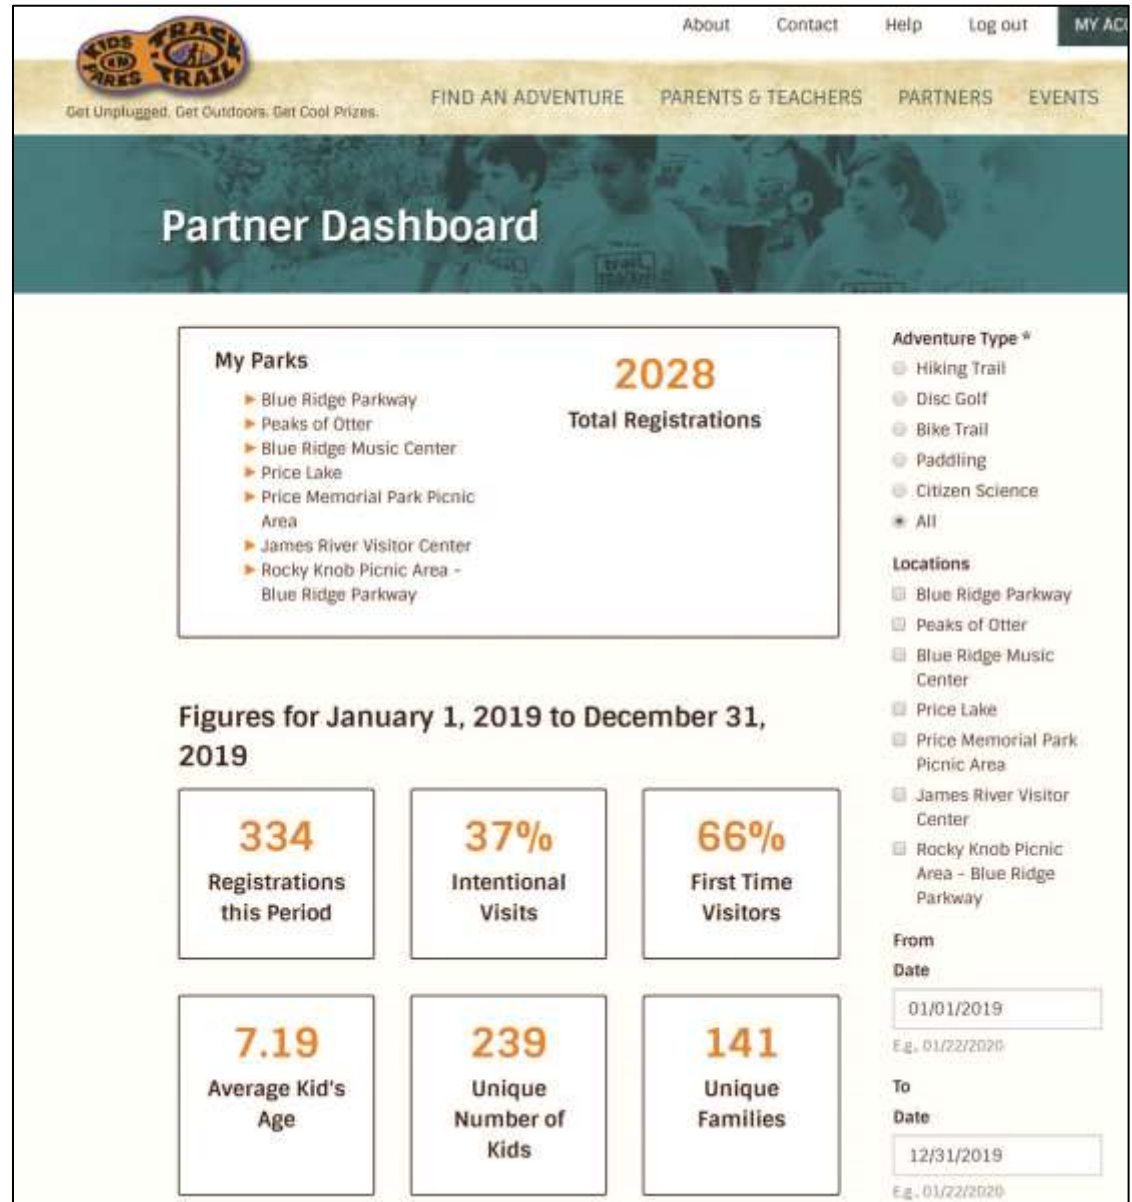 About Contact Help Log out MY ACC
KIDS IN PARKS TRACK TRAIL
Get Unplugged. Get Outdoors. Get Cool Prizes.
FIND AN ADVENTURE PARENTS & TEACHERS PARTNERS EVENTS
Partner Dashboard
My Parks
Blue Ridge Parkway
Peaks of Otter
Blue Ridge Music Center
Price Lake
Price Memorial Park Picnic
Area
James River Visitor Center
Rocky Knob Picnic Area -
Blue Ridge Parkway
2028
Total Registrations
Figures for January 1, 2019 to December 31,
2019
334
Registrations
this Period
37%
Intentional
Visits
66%
First Time
Visitors
7.19
Average Kid's
Age
239
Unique
Number of
Kids
141
Unique
Families
Adventure Type *
Hiking Trail
Disc Golf
Bike Trail
Paddling
Citizen Science
All
Locations
Blue Ridge Parkway
Peaks of Otter
Blue Ridge Music
Center
Price Lake
Price Memorial Park
Picnic Area
James River Visitor
Center
Rocky Knob Picnic
Area - Blue Ridge
Parkway
From
Date
01/01/2019
E.g., 01/22/2020
To
Date
12/31/2019
E.g., 01/22/2020